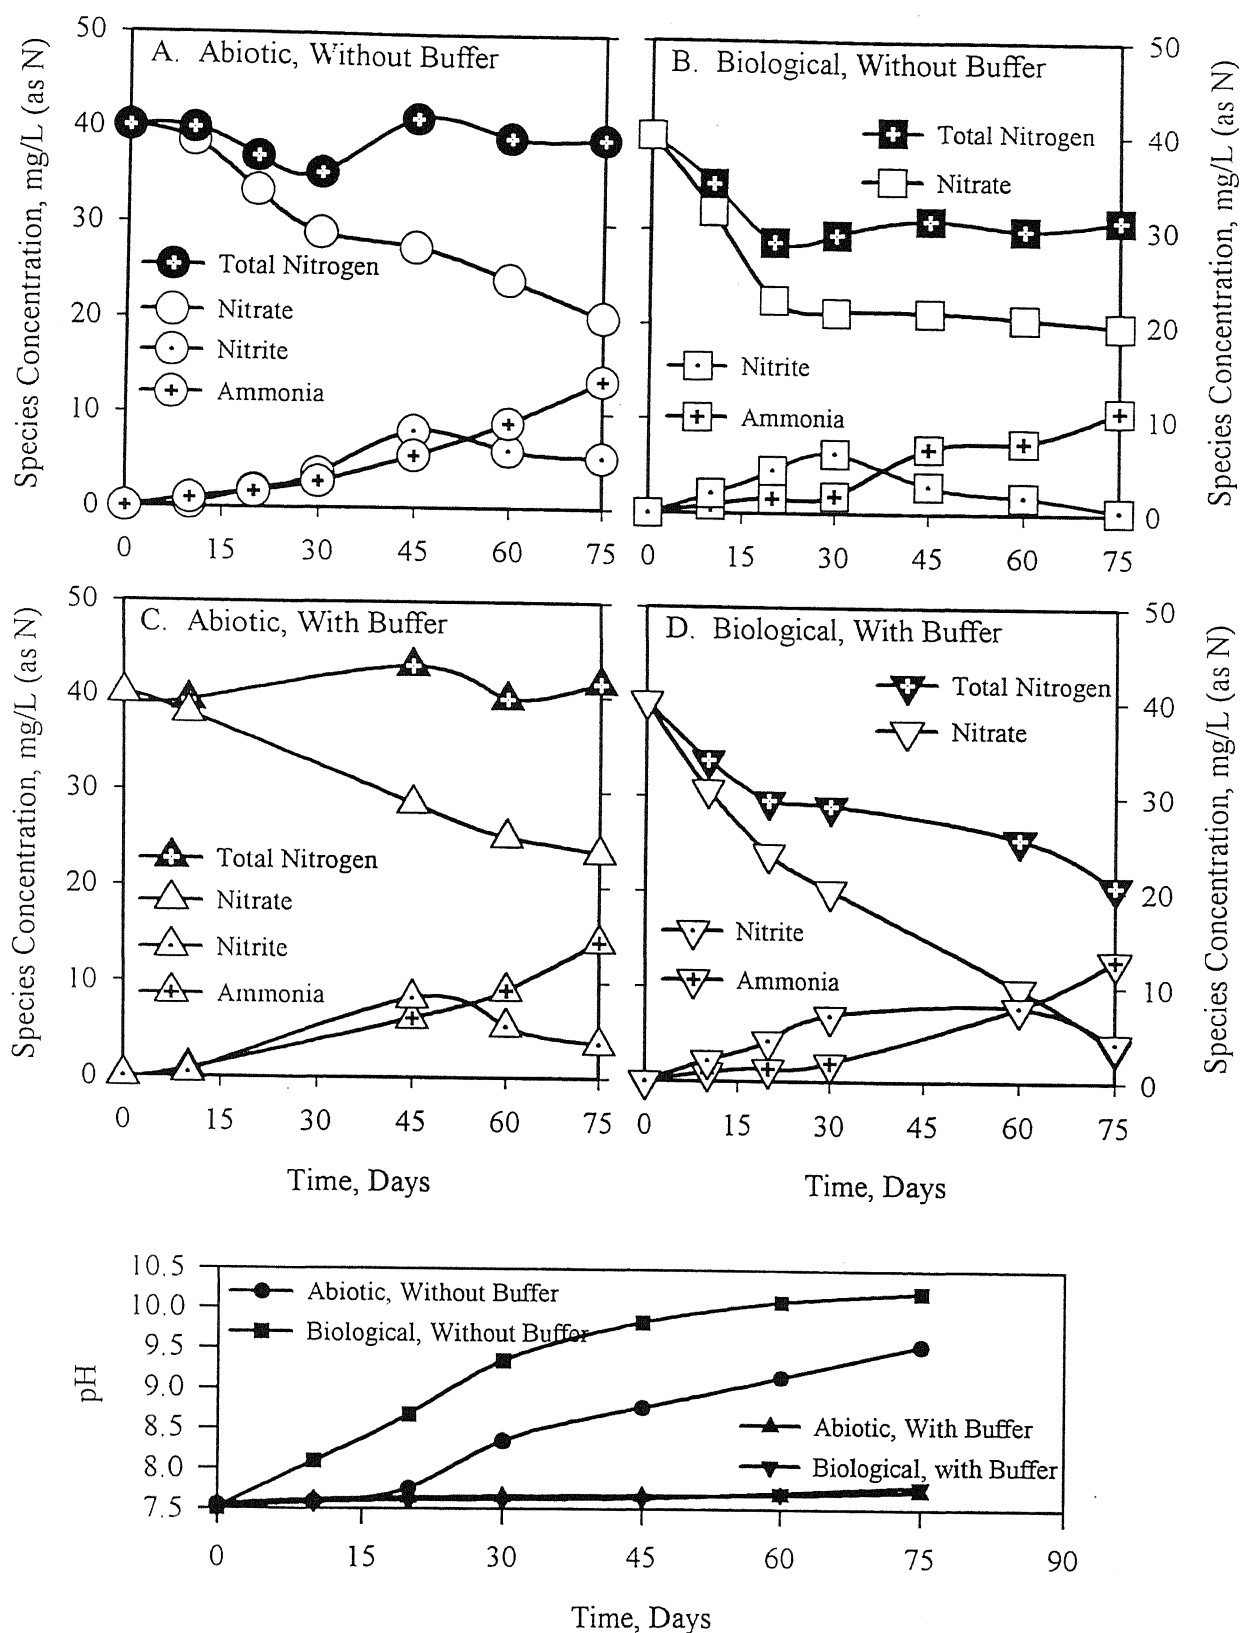 A. Abiotic, Without Buffer
Species Concentration, mg/L (as N)
50
40
30
20
10
0
Total Nitrogen
Nitrate
Nitrite
Ammonia
0 15 30 45 60 75
B. Biological, Without Buffer
Total Nitrogen
Nitrate
Nitrite
Ammonia
50
40
30
20
10
0
Species Concentration, mg/L (as N)
0 15 30 45 60 75
C. Abiotic, With Buffer
Species Concentration, mg/L (as N)
50
40
30
20
10
0
Total Nitrogen
Nitrate
Nitrite
Ammonia
0 15 30 45 60 75
Time, Days
D. Biological, With Buffer
Total Nitrogen
Nitrate
Nitrite
Ammonia
50
40
30
20
10
0
Species Concentration, mg/L (as N)
0 15 30 45 60 75
Time, Days
pH
10.5
10.0
9.5
9.0
8.5
8.0
7.5
Abiotic, Without Buffer
Biological, Without Buffer
Abiotic, With Buffer
Biological, with Buffer
0 15 30 45 60 75 90
Time, Days